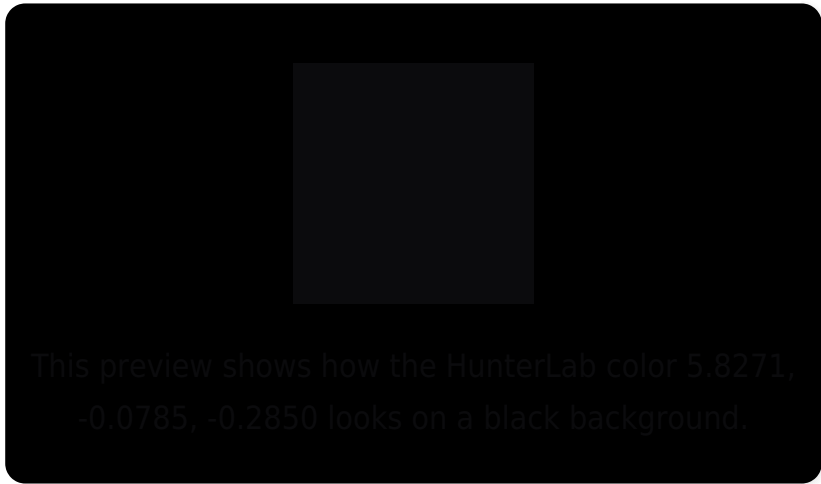 This preview shows how the HunterLab color 5.8271,
-0.0785, -0.2850 looks on a black background.